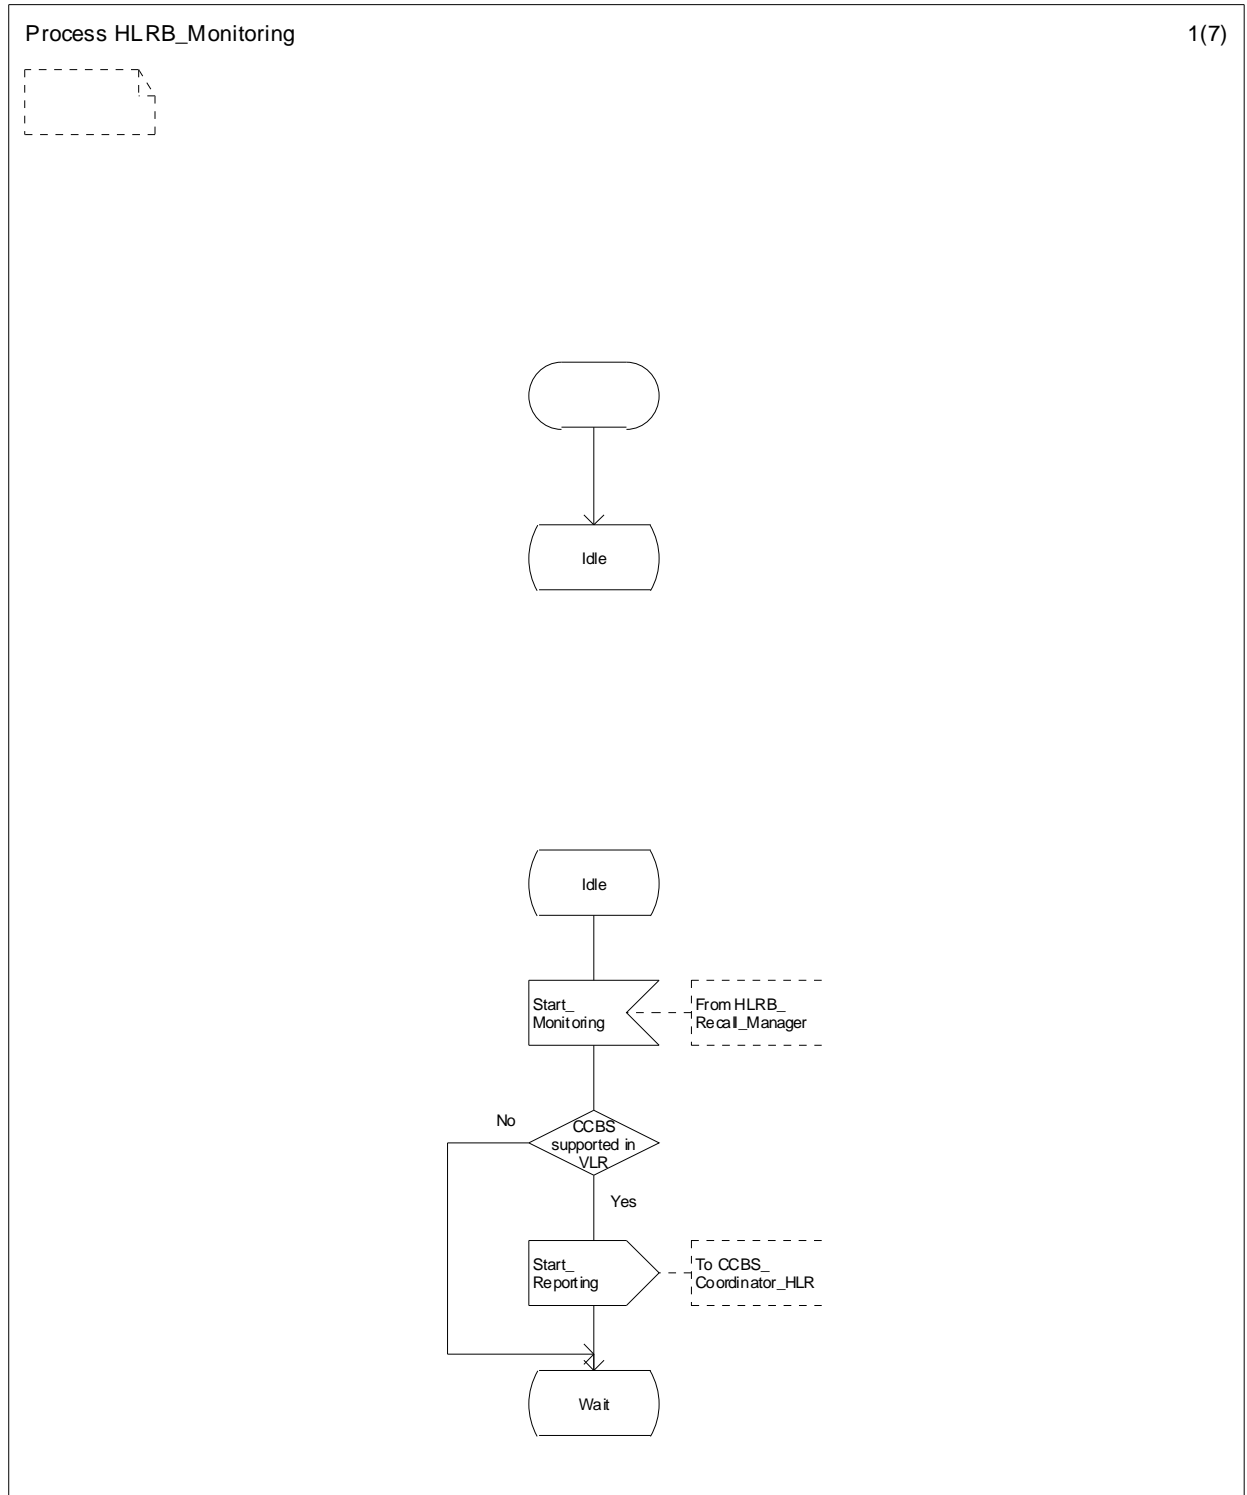 Process HLRB_Monitoring
1(7)
Idle
Idle
Start_
Monitoring
From HLRB_
Recall_Manager
No
CCBS
supported in
VLR
Yes
Start_
Reporting
To CCBS_
Coordinator_HLR
Wait